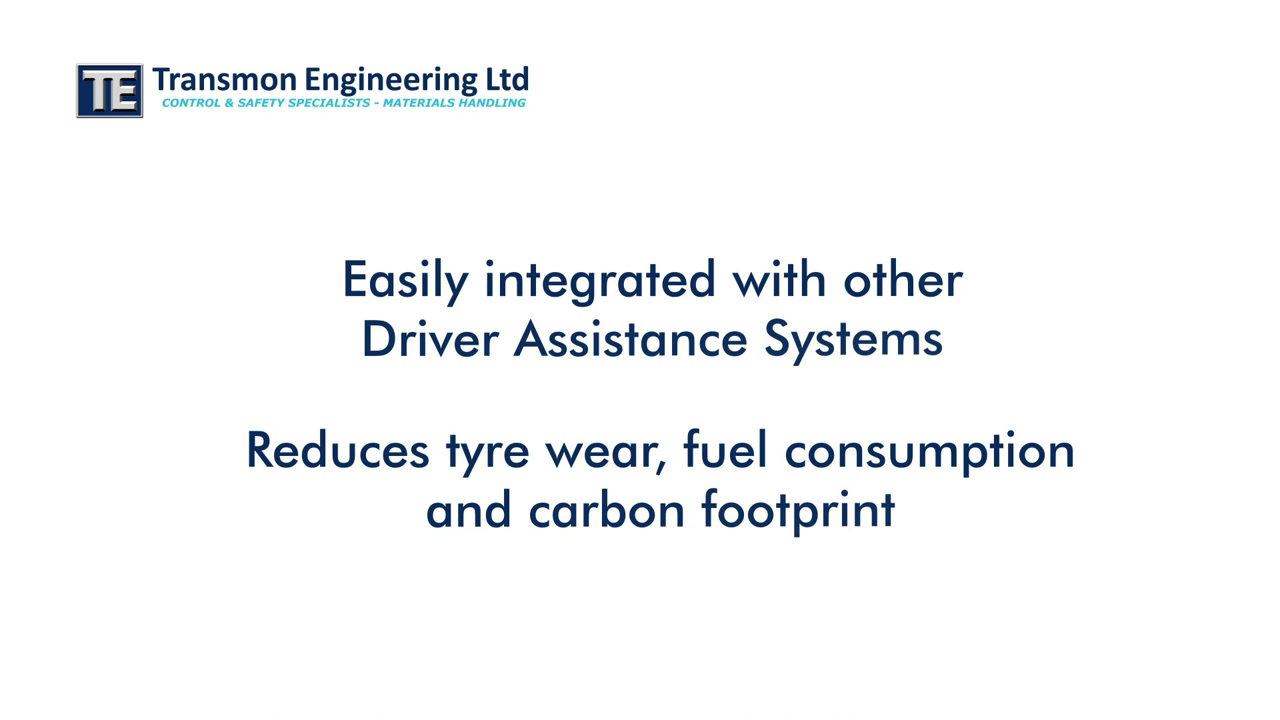 TE
Transmon Engineering Ltd
CONTROL & SAFETY SPECIALISTS - MATERIALS HANDLING
Easily integrated with other
Driver Assistance Systems
Reduces tyre wear, fuel consumption
and carbon footprint